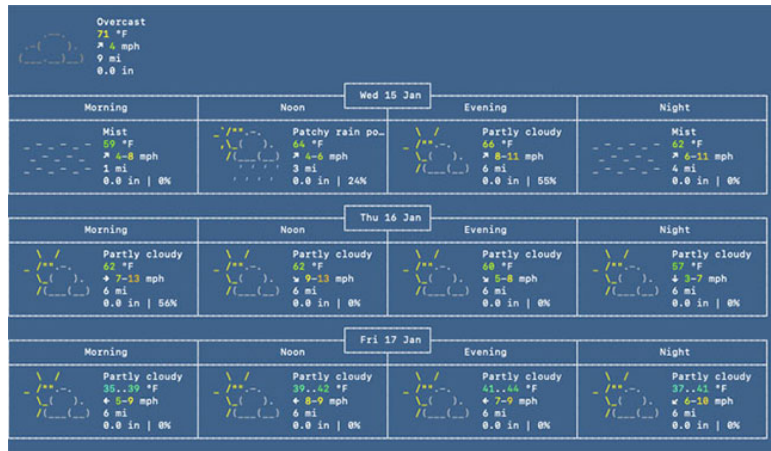 Overcast
71 °F
↗ 4 mph
9 mi
0.0 in
Wed 15 Jan
Morning Noon Evening Night
Mist Patchy rain po… Partly cloudy Mist
59 °F 64 °F 66 °F 62 °F
↗ 4-8 mph ↗ 4-6 mph ↗ 8-11 mph ↗ 6-11 mph
1 mi 3 mi 6 mi 4 mi
0.0 in | 0% 0.0 in | 24% 0.0 in | 55% 0.0 in | 0%
Thu 16 Jan
Morning Noon Evening Night
Partly cloudy Partly cloudy Partly cloudy Partly cloudy
62 °F 62 °F 60 °F 57 °F
→ 7-13 mph ↘ 9-13 mph ↘ 5-8 mph ↓ 3-7 mph
6 mi 6 mi 6 mi 6 mi
0.0 in | 56% 0.0 in | 0% 0.0 in | 0% 0.0 in | 0%
Fri 17 Jan
Morning Noon Evening Night
Partly cloudy Partly cloudy Partly cloudy Partly cloudy
35..39 °F 39..42 °F 41..44 °F 37..41 °F
← 5-9 mph ← 8-9 mph ← 7-9 mph ↙ 6-10 mph
6 mi 6 mi 6 mi 6 mi
0.0 in | 0% 0.0 in | 0% 0.0 in | 0% 0.0 in | 0%